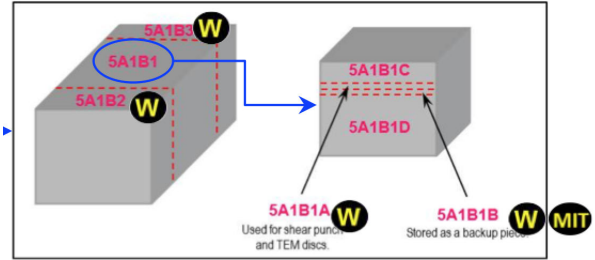 5A1B3 W
5A1B1
5A1B2 W
5A1B1C
5A1B1D
5A1B1A W
Used for shear punch
and TEM discs.
5A1B1B W MIT
Stored as a backup piece.